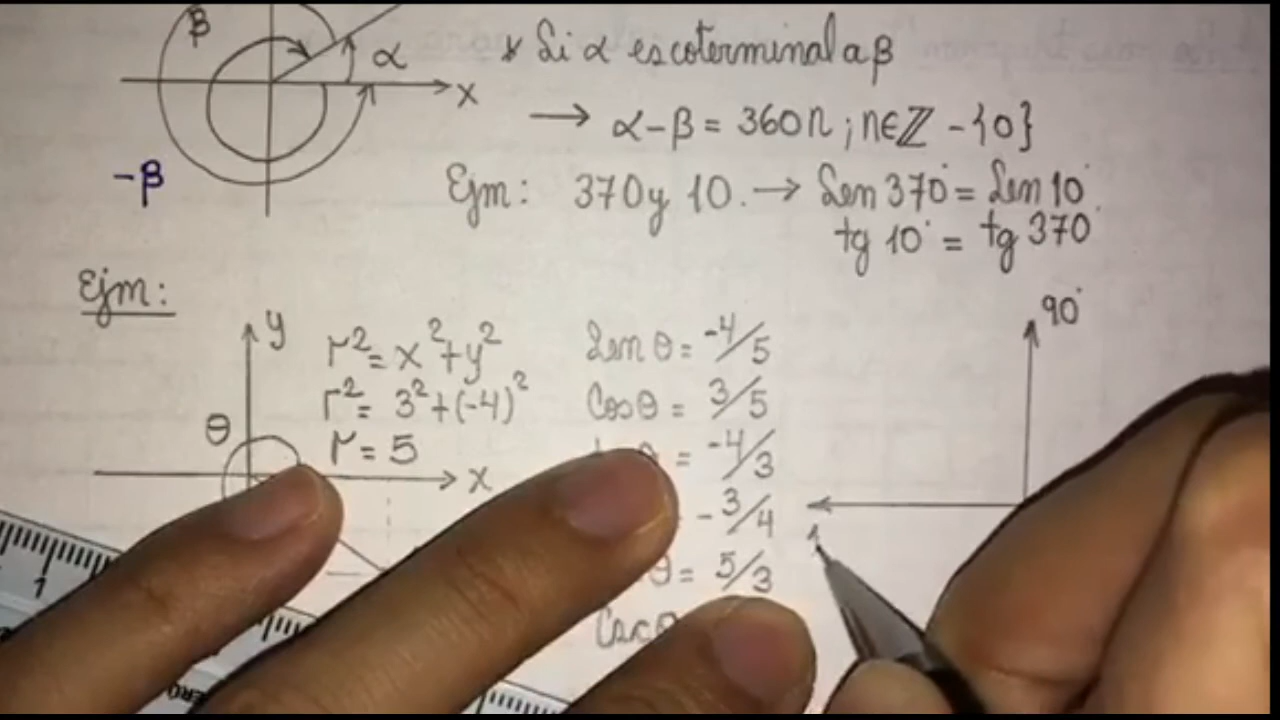 β
α
x
-β
* Si α es coterminal a β
→ α-β = 360n ; n∈ℤ - {0}
Ejm: 370 y 10. → Sen 370° = Sen 10°
tg 10° = tg 370
Ejm:
y
θ
x
r² = x² + y²
r² = 3² + (-4)²
r = 5
Sen θ = -4/5
Cos θ = 3/5
= -4/3
- 3/4
θ = 5/3
Csc θ
90°
1